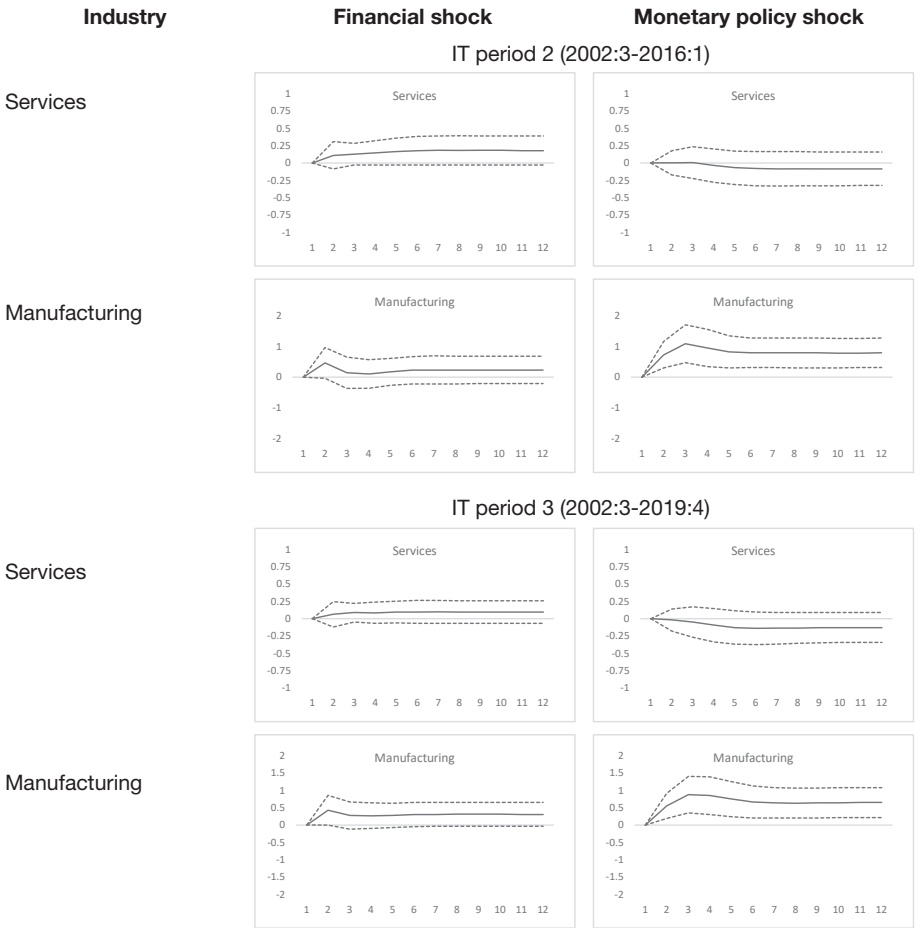 Industry Financial shock Monetary policy shock
IT period 2 (2002:3-2016:1)
Services
Services
1
0.75
0.5
0.25
0
-0.25
-0.5
-0.75
-1
1 2 3 4 5 6 7 8 9 10 11 12
Services
1
0.75
0.5
0.25
0
-0.25
-0.5
-0.75
-1
1 2 3 4 5 6 7 8 9 10 11 12
Manufacturing
Manufacturing
2
1
0
-1
-2
1 2 3 4 5 6 7 8 9 10 11 12
Manufacturing
2
1
0
-1
-2
1 2 3 4 5 6 7 8 9 10 11 12
IT period 3 (2002:3-2019:4)
Services
Services
1
0.75
0.5
0.25
0
-0.25
-0.5
-0.75
-1
1 2 3 4 5 6 7 8 9 10 11 12
Services
1
0.75
0.5
0.25
0
-0.25
-0.5
-0.75
-1
1 2 3 4 5 6 7 8 9 10 11 12
Manufacturing
Manufacturing
2
1.5
1
0.5
0
-0.5
-1
-1.5
-2
1 2 3 4 5 6 7 8 9 10 11 12
Manufacturing
2
1.5
1
0.5
0
-0.5
-1
-1.5
-2
1 2 3 4 5 6 7 8 9 10 11 12